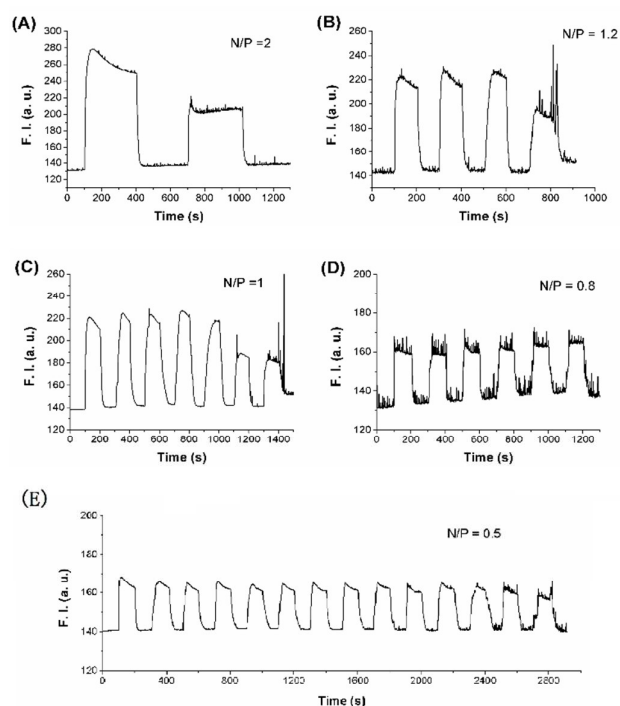 (A)
N/P =2
300
280
260
240
220
200
180
160
140
120
F. I. (a. u.)
0 200 400 600 800 1000 1200
Time (s)
(B)
N/P = 1.2
260
240
220
200
180
160
140
F. I. (a. u.)
0 200 400 600 800 1000
Time (s)
(C)
N/P =1
260
240
220
200
180
160
140
120
F. I. (a. u.)
0 200 400 600 800 1000 1200 1400
Time (s)
(D)
N/P = 0.8
200
180
160
140
120
F. I. (a. u.)
0 200 400 600 800 1000 1200
Time (s)
(E)
N/P = 0.5
200
180
160
140
120
F. I. (a. u.)
0 400 800 1200 1600 2000 2400 2800
Time (s)